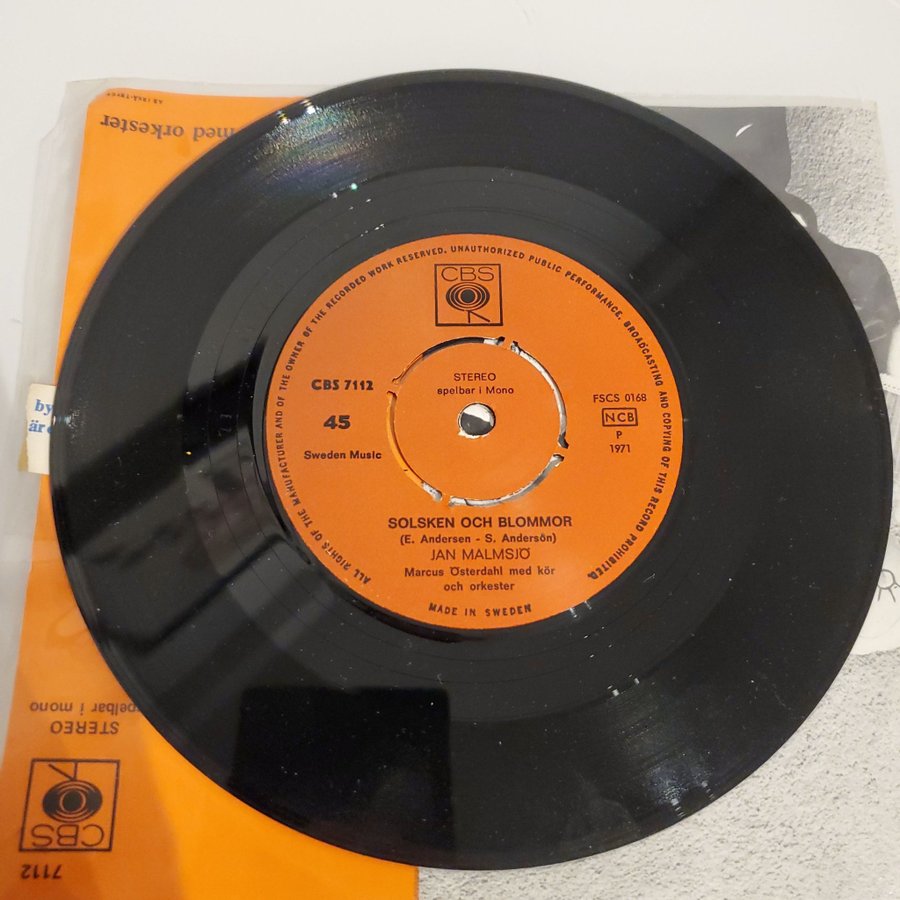 med orkester
ALL RIGHTS OF THE MANUFACTURER AND OF THE OWNER OF THE RECORDED WORK RESERVED. UNAUTHORIZED PUBLIC PERFORMANCE, BROADCASTING AND COPYING OF THIS RECORD PROHIBITED.
CBS
STEREO
spelbar i Mono
CBS 7112
45
Sweden Music
FSCS 0168
NCB
P
1971
SOLSKEN OCH BLOMMOR
(E. Andersen - S. Andersön)
JAN MALMSJÖ
Marcus Österdahl med kör
och orkester
MADE IN SWEDEN
by
är
7112
CBS
STEREO
spelbar i mono